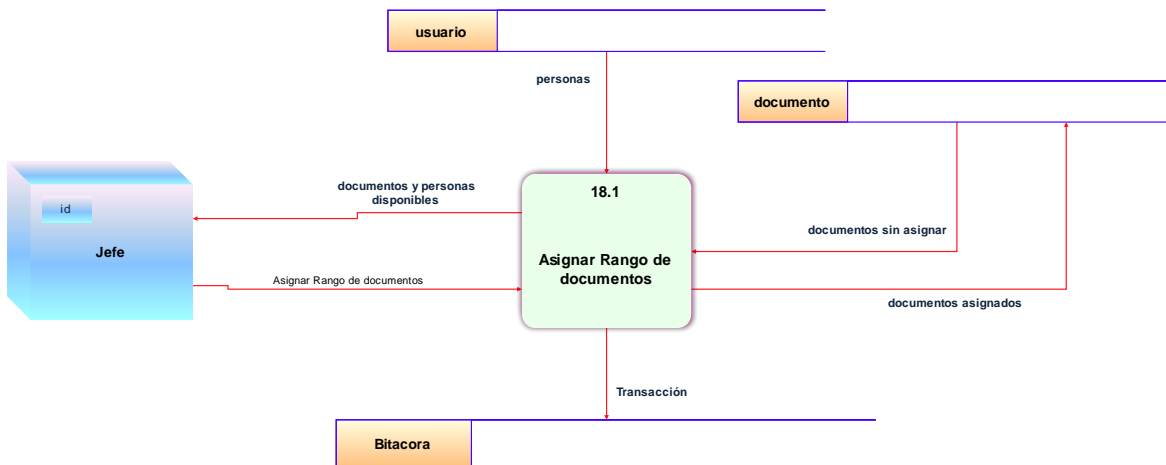 usuario
personas
documento
documentos y personas
disponibles
18.1
id
Jefe
documentos sin asignar
Asignar Rango de
documentos
Asignar Rango de documentos
documentos asignados
Transacción
Bitacora